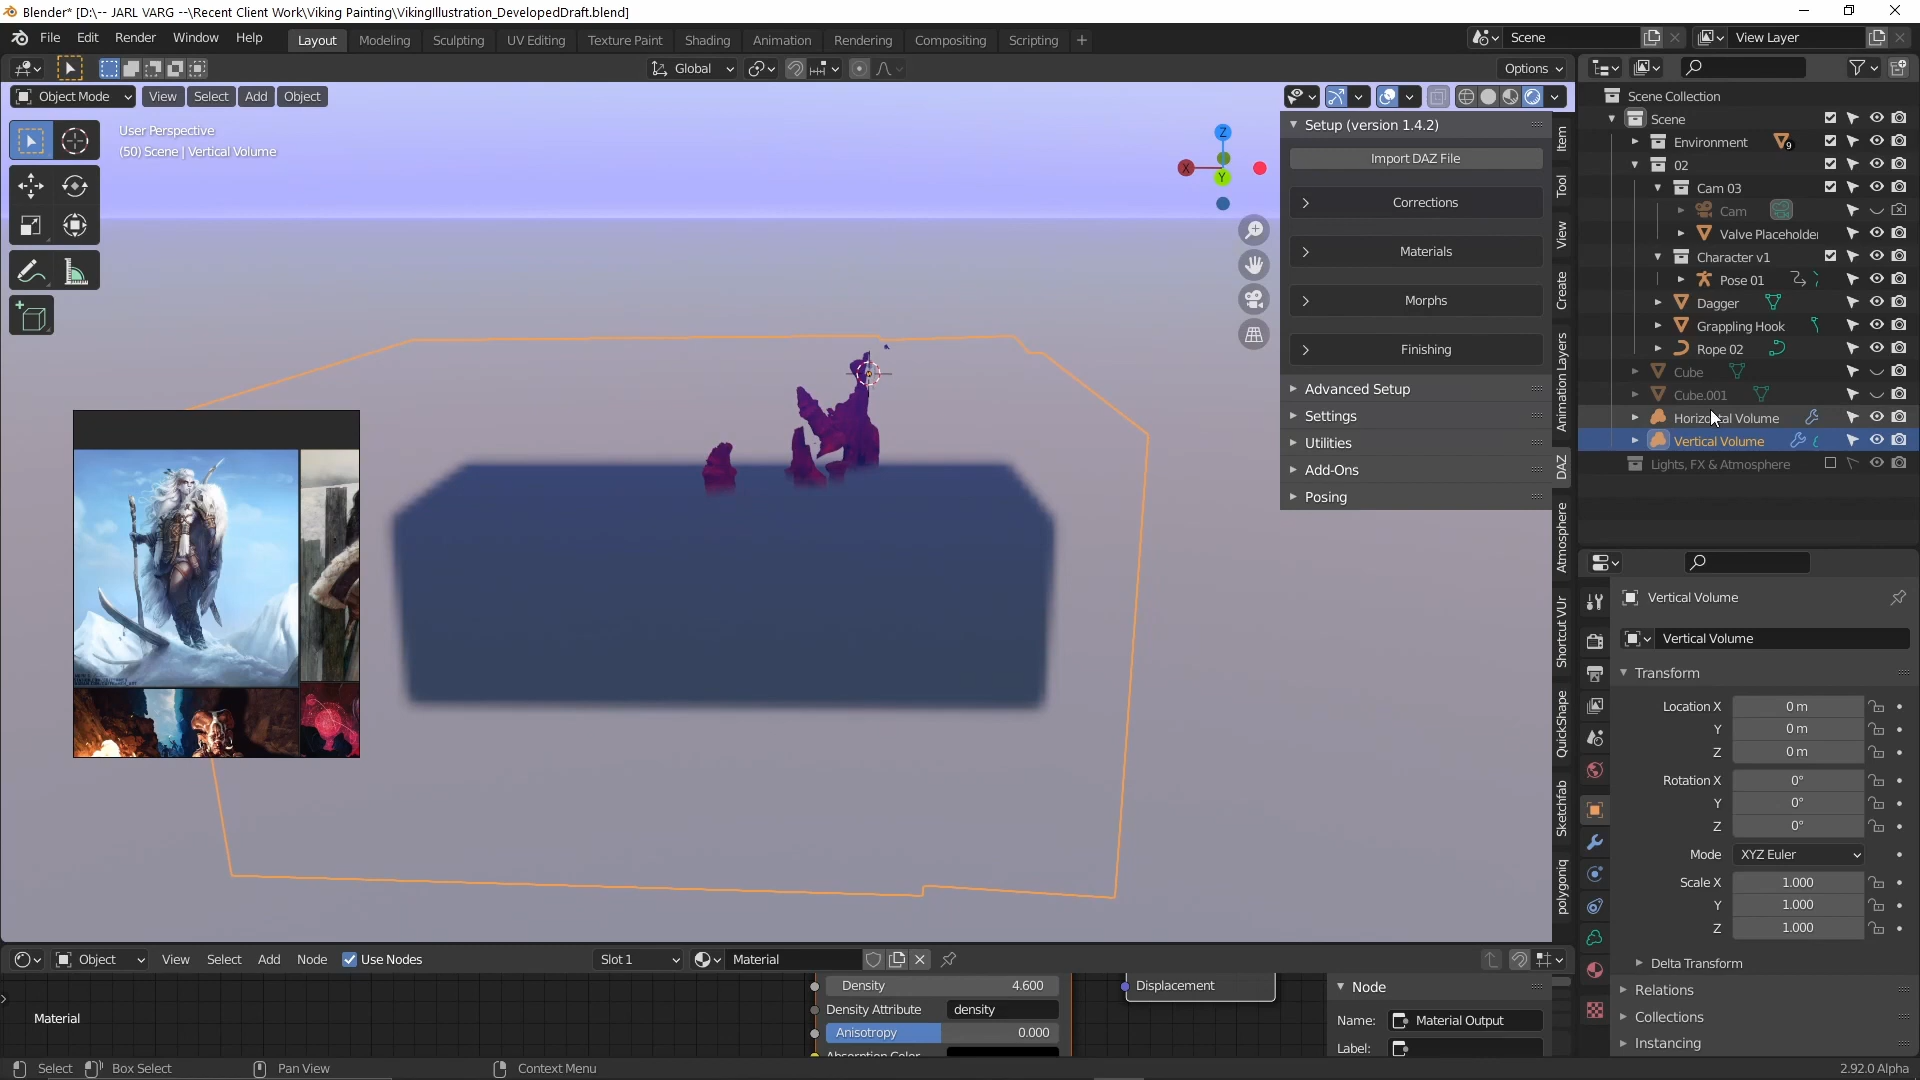 Blender* [D:\-- JARL VARG --\Recent Client Work\Viking Painting\VikingIllustration_DevelopedDraft.blend]
File Edit Render Window Help Layout Modeling Sculpting UV Editing Texture Paint Shading Animation Rendering Compositing Scripting + Scene View Layer
Global Options
Object Mode View Select Add Object
User Perspective
(50) Scene | Vertical Volume
Z
X
Y
Setup (version 1.4.2)
Import DAZ File
Corrections
Materials
Morphs
Finishing
Advanced Setup
Settings
Utilities
Add-Ons
Posing
Item
Tool
View
Create
Animation Layers
DAZ
Atmosphere
Shortcut VUr
QuickShape
Sketchfab
polygoniq
Scene Collection
Scene
Environment 9
02
Cam 03
Cam
Valve Placeholder
Character v1
Pose 01
Dagger
Grappling Hook
Rope 02
Cube
Cube.001
Horizontal Volume
Vertical Volume
Lights, FX & Atmosphere
Vertical Volume
Vertical Volume
Transform
Location X 0 m
Y 0 m
Z 0 m
Rotation X 0°
Y 0°
Z 0°
Mode XYZ Euler
Scale X 1.000
Y 1.000
Z 1.000
Delta Transform
Relations
Collections
Instancing
Object View Select Add Node Use Nodes Slot 1 Material
Material
Density 4.600
Density Attribute density
Anisotropy 0.000
Absorption Color
Displacement
Node
Name: Material Output
Label:
Select Box Select Pan View Context Menu 2.92.0 Alpha